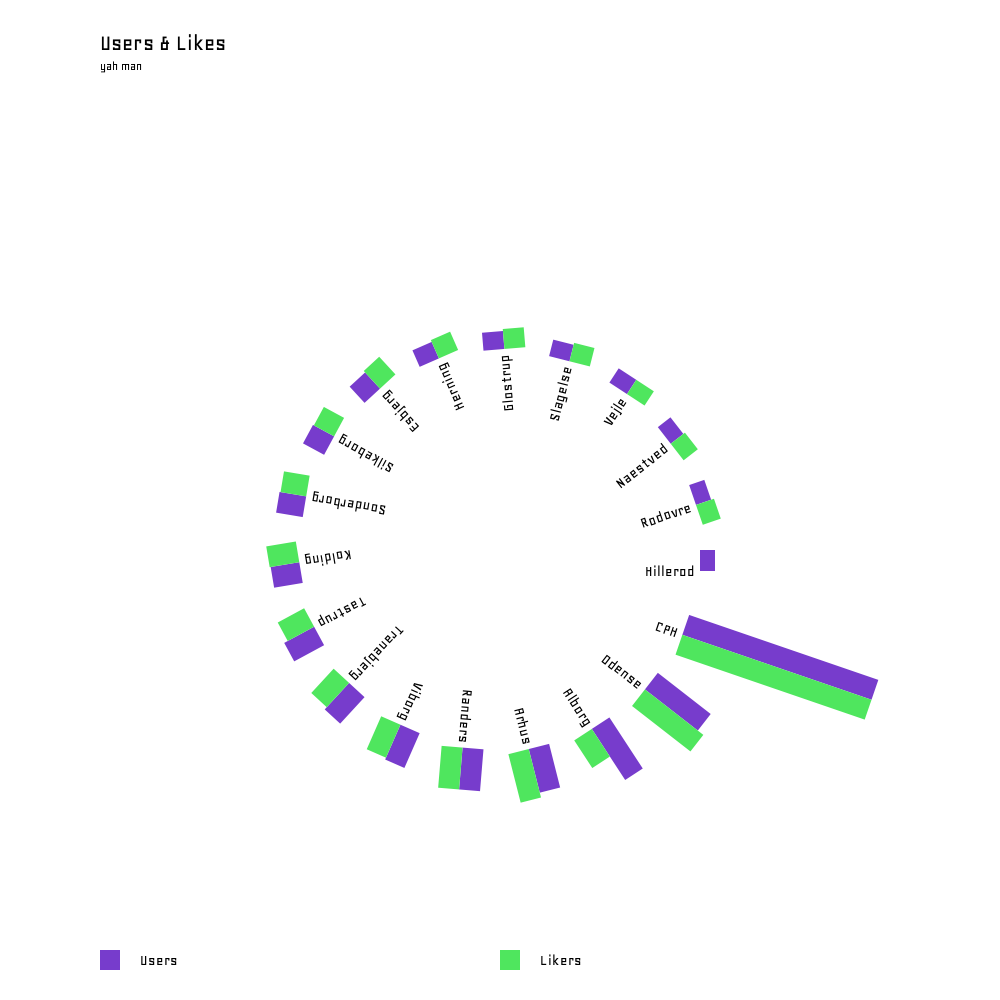 Users & Likes
yah man
Glostrup
Slagelse
Vejle
Naestved
Rodovre
Hillerod
CPH
Odense
Alborg
Arhus
Randers
Viborg
Tranebjerg
Tastrup
Kolding
Sonderborg
Silkeborg
Esbjerg
Herning
Users
Likers